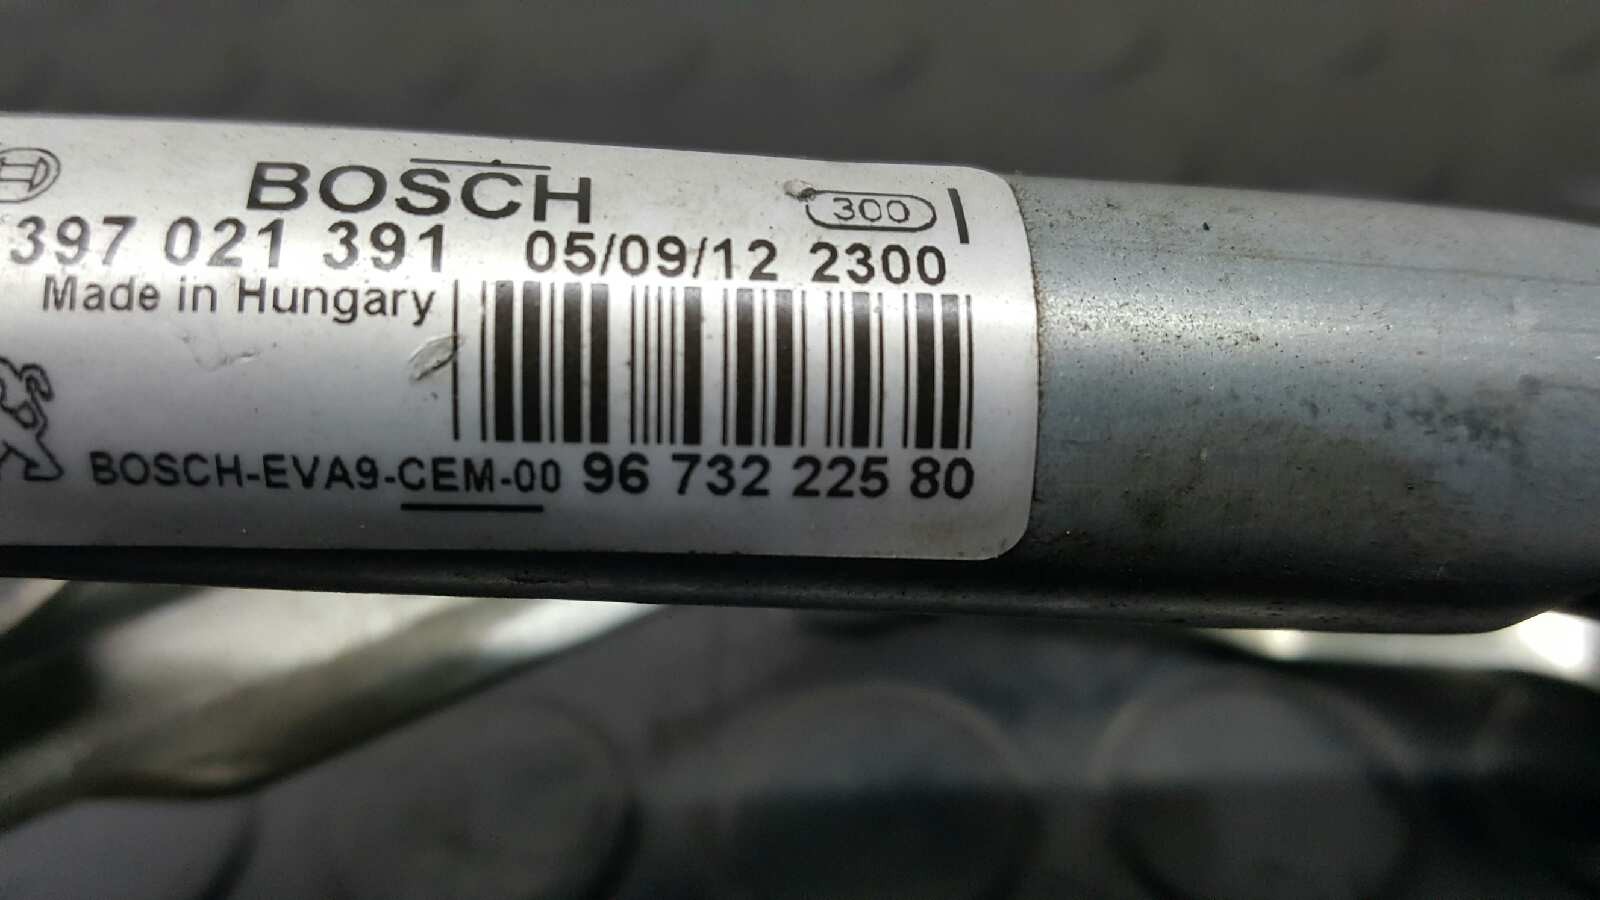 BOSCH 300
397 021 391 05/09/12 2300
Made in Hungary
BOSCH-EVA9-CEM-00 96 732 225 80